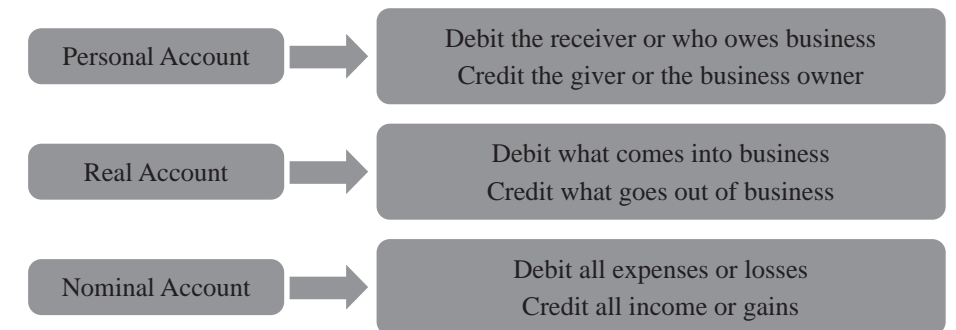 Personal Account
Debit the receiver or who owes business
Credit the giver or the business owner
Real Account
Debit what comes into business
Credit what goes out of business
Nominal Account
Debit all expenses or losses
Credit all income or gains